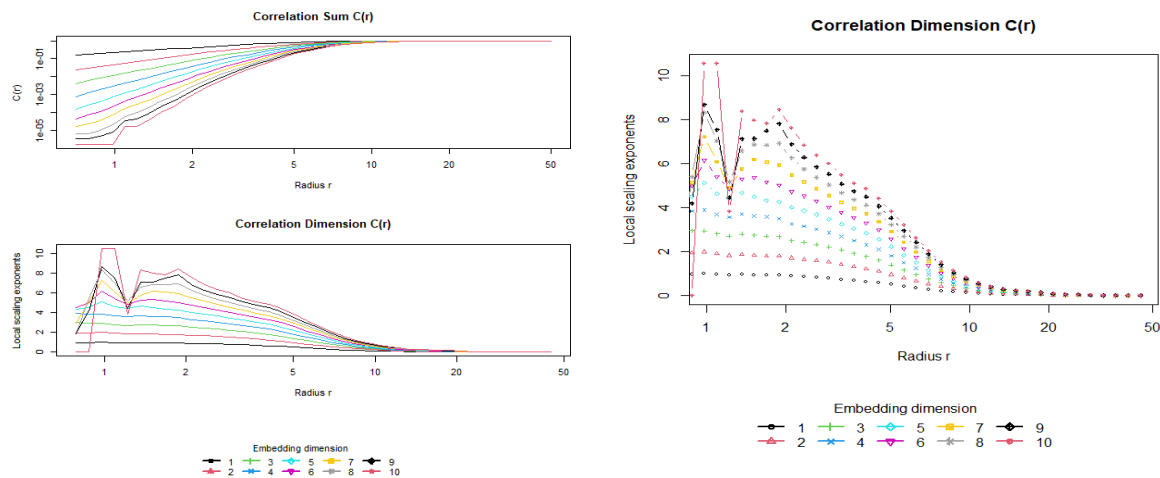 Correlation Sum C(r)
C(r)
1e-01
1e-03
1e-05
1 2 5 10 20 50
Radius r
Correlation Dimension C(r)
Local scaling exponents
10
8
6
4
2
0
1 2 5 10 20 50
Radius r
Embedding dimension
1 3 5 7 9
2 4 6 8 10
Correlation Dimension C(r)
Local scaling exponents
10
8
6
4
2
0
1 2 5 10 20 50
Radius r
Embedding dimension
1 3 5 7 9
2 4 6 8 10